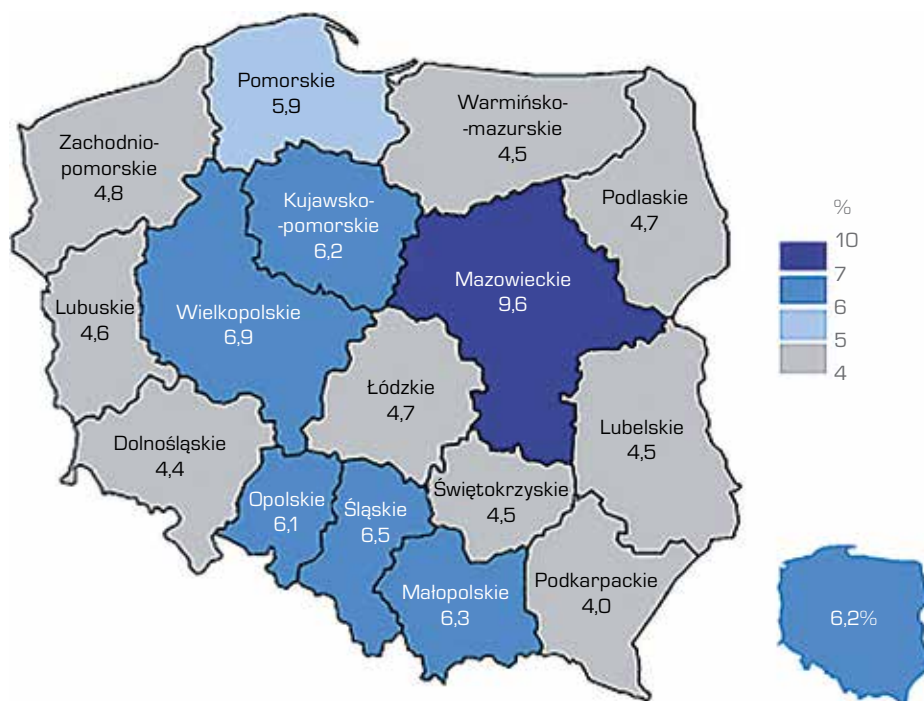 Pomorskie
5,9
Warmińsko-
-mazurskie
4,5
Zachodnio-
pomorskie
4,8
Kujawsko-
-pomorskie
6,2
Podlaskie
4,7
Mazowieckie
9,6
Lubuskie
4,6
Wielkopolskie
6,9
Łódzkie
4,7
Lubelskie
4,5
Dolnośląskie
4,4
Opolskie
6,1
Śląskie
6,5
Świętokrzyskie
4,5
Małopolskie
6,3
Podkarpackie
4,0
%
10
7
6
5
4
6,2%